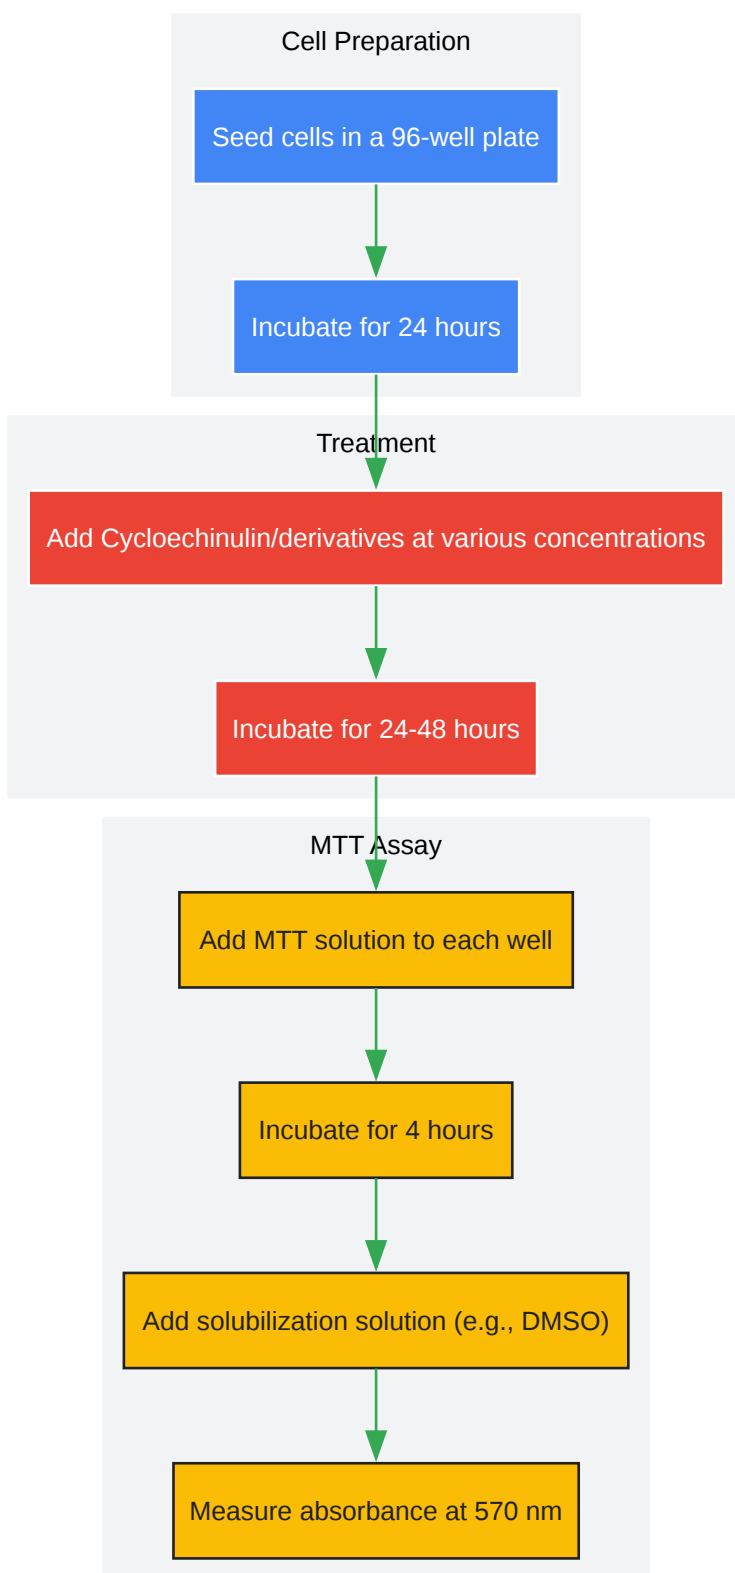 Cell Preparation
Seed cells in a 96-well plate
Incubate for 24 hours
Treatment
Add Cycloechinulin/derivatives at various concentrations
Incubate for 24-48 hours
MTT Assay
Add MTT solution to each well
Incubate for 4 hours
Add solubilization solution (e.g., DMSO)
Measure absorbance at 570 nm